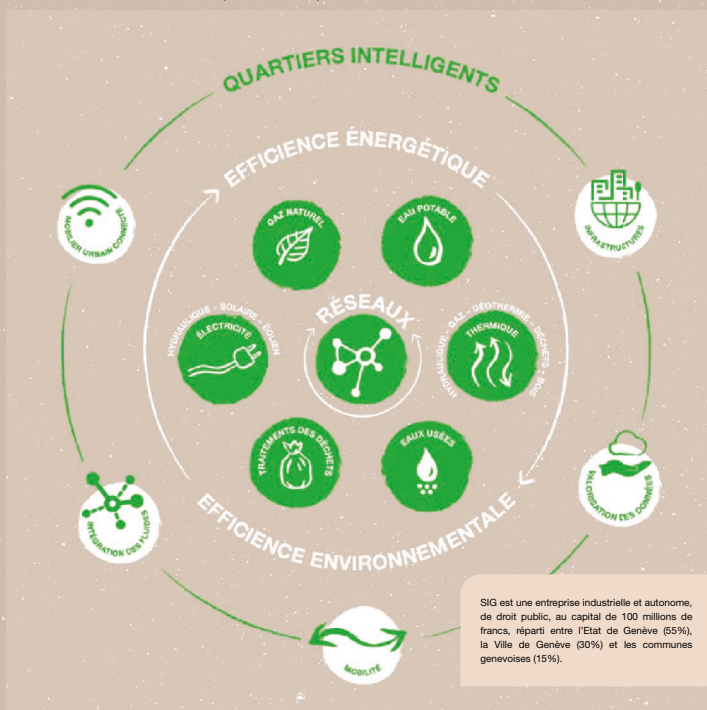 QUARTIERS INTELLIGENTS
EFFICIENCE ÉNERGÉTIQUE
MOBILIER URBAIN CONNECTÉ
INFRASTRUCTURES
GAZ NATUREL
EAU POTABLE
RÉSEAUX
HYDRAULIQUE - SOLAIRE - ÉOLIEN
ÉLECTRICITÉ
THERMIQUE
HYDRAULIQUE - GAZ - GÉOTHERMIE - DÉCHETS - BOIS
TRAITEMENTS DES DÉCHETS
EAUX USÉES
INTÉGRATION DES FLUIDES
VALORISATION DES DONNÉES
EFFICIENCE ENVIRONNEMENTALE
MOBILITÉ
SIG est une entreprise industrielle et autonome,
de droit public, au capital de 100 millions de
francs, réparti entre l'Etat de Genève (55%),
la Ville de Genève (30%) et les communes
genevoises (15%).